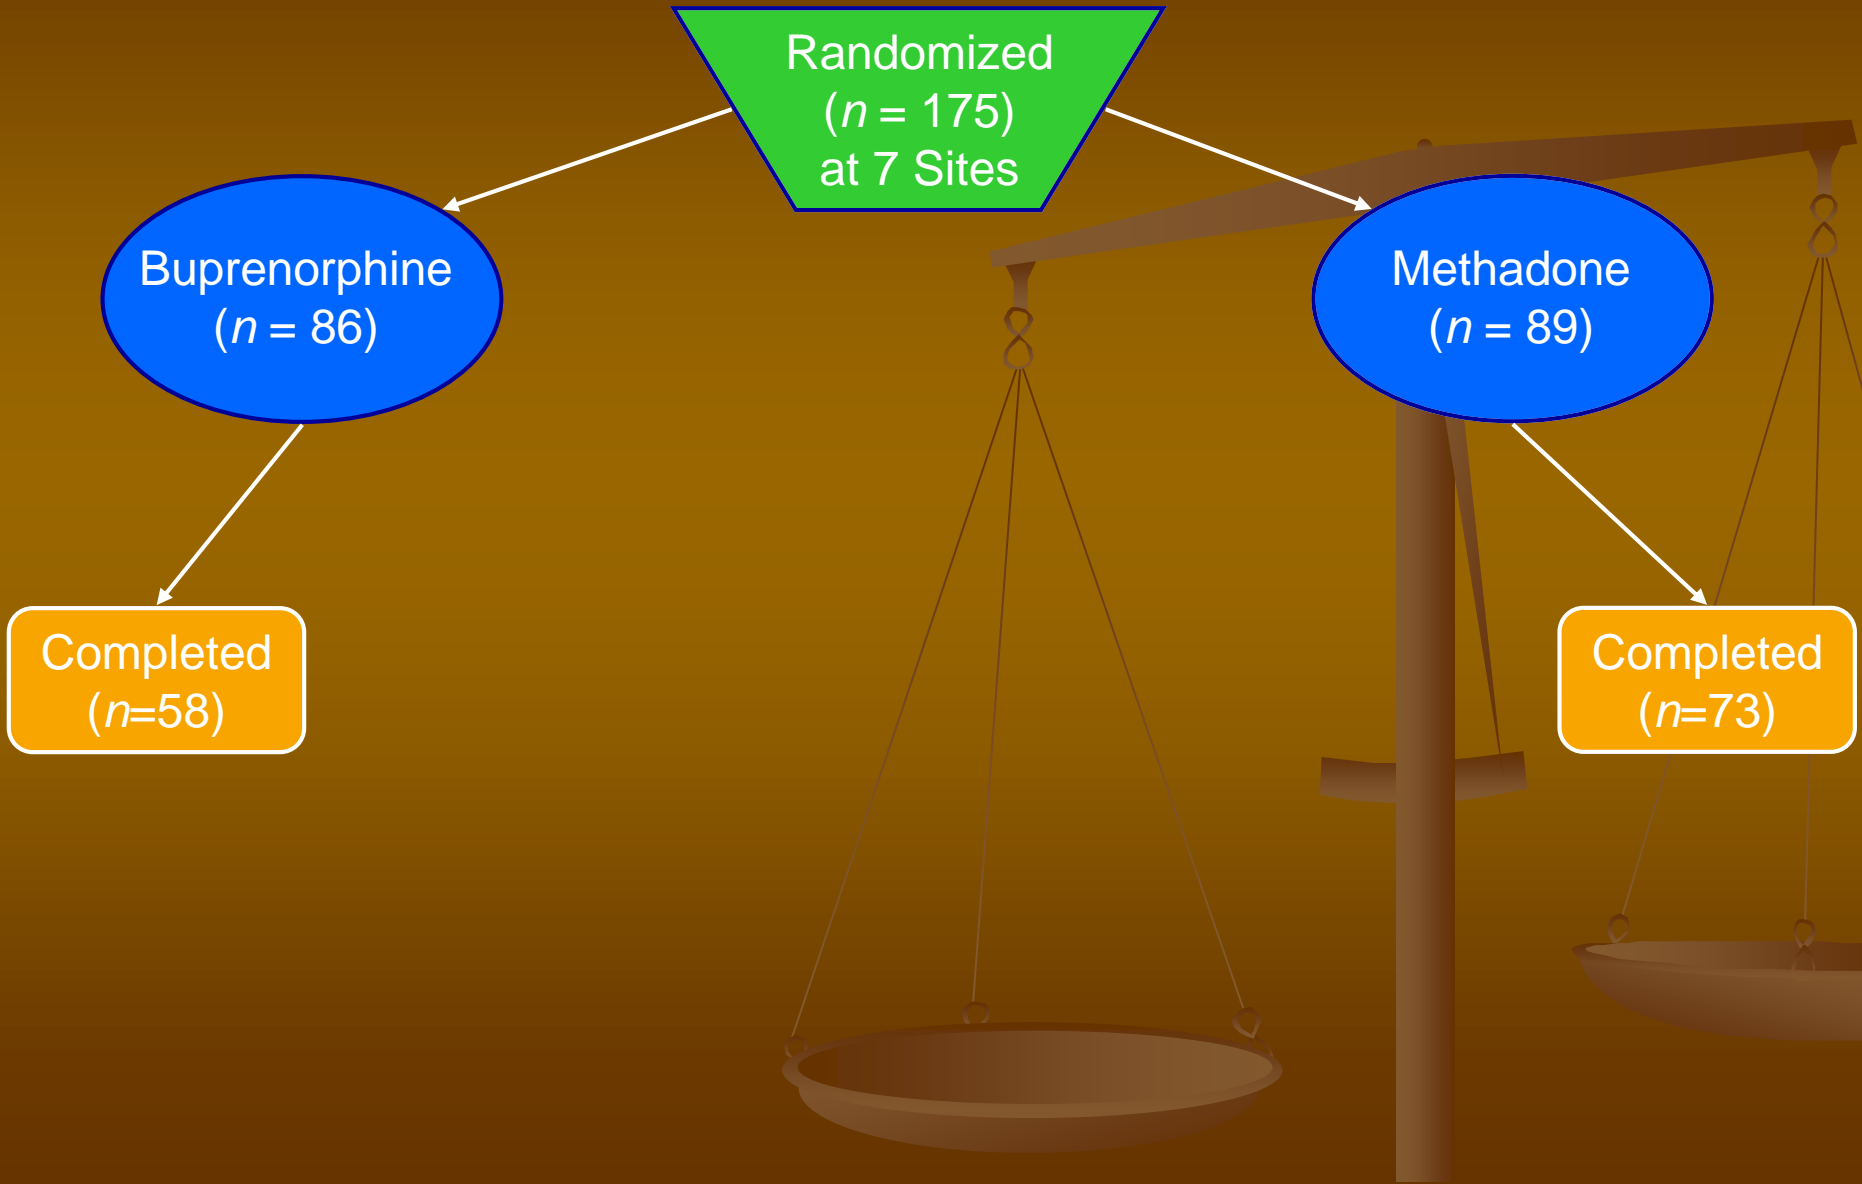 Randomized
(n = 175)
at 7 Sites
Buprenorphine
(n = 86)
Methadone
(n = 89)
Completed
(n=58)
Completed
(n=73)